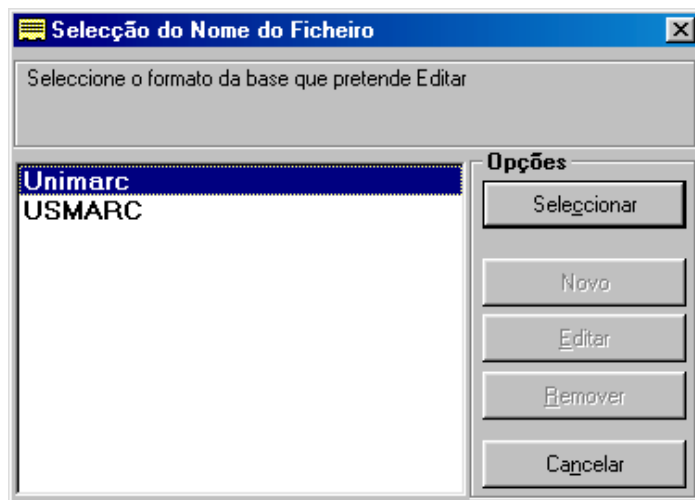 Selecção do Nome do Ficheiro
Seleccione o formato da base que pretende Editar
Unimarc
USMARC
Opções
Seleccionar
Novo
Editar
Remover
Cancelar